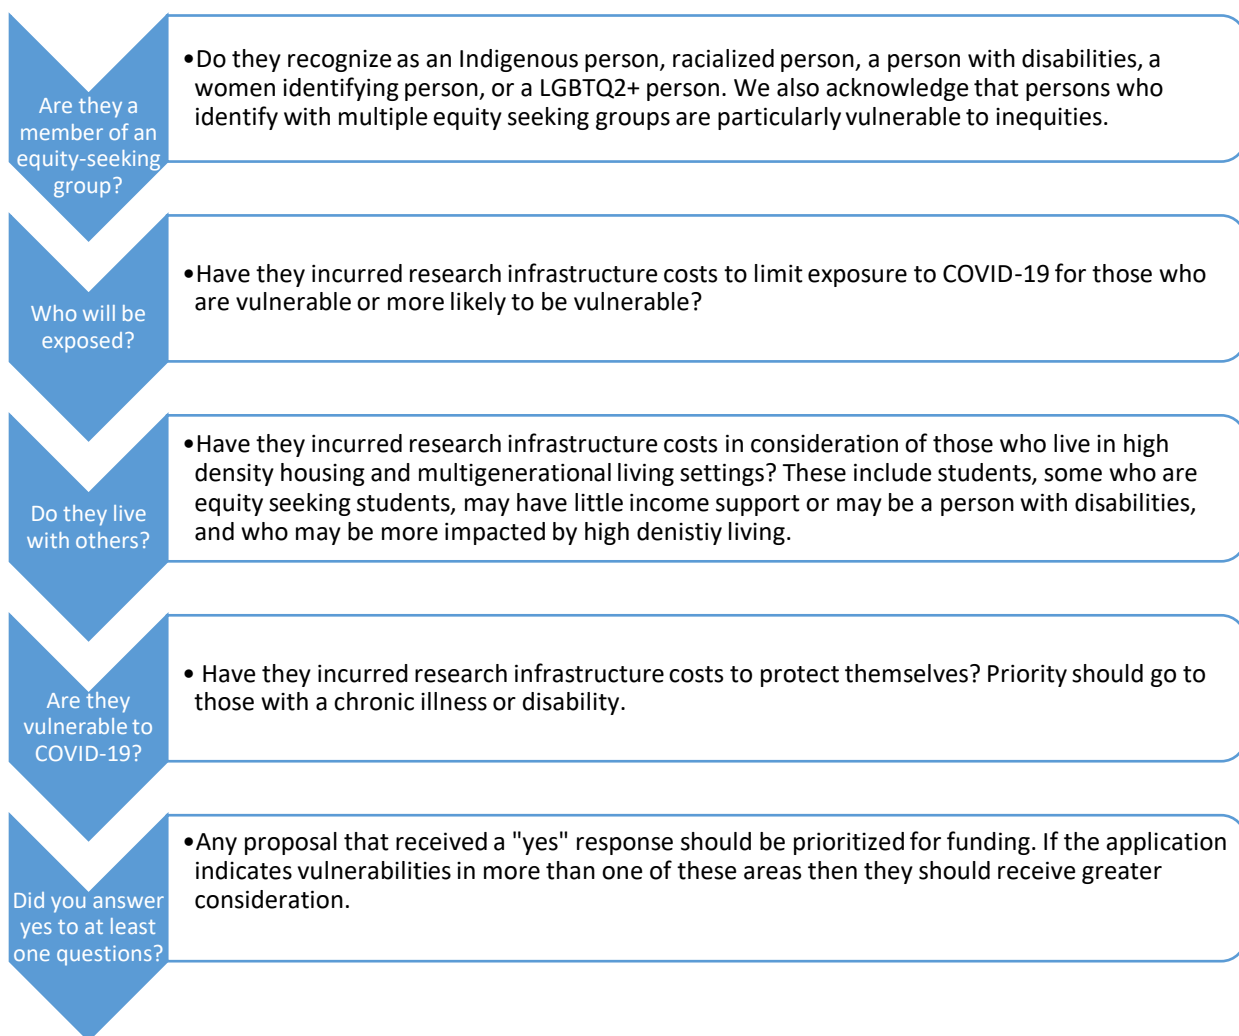 Are they a
member of an
equity-seeking
group?
•Do they recognize as an Indigenous person, racialized person, a person with disabilities, a
women identifying person, or a LGBTQ2+ person. We also acknowledge that persons who
identify with multiple equity seeking groups are particularly vulnerable to inequities.
Who will be
exposed?
•Have they incurred research infrastructure costs to limit exposure to COVID-19 for those who
are vulnerable or more likely to be vulnerable?
Do they live
with others?
•Have they incurred research infrastructure costs in consideration of those who live in high
density housing and multigenerational living settings? These include students, some who are
equity seeking students, may have little income support or may be a person with disabilities,
and who may be more impacted by high denistiy living.
Are they
vulnerable to
COVID-19?
• Have they incurred research infrastructure costs to protect themselves? Priority should go to
those with a chronic illness or disability.
Did you answer
yes to at least
one questions?
•Any proposal that received a "yes" response should be prioritized for funding. If the application
indicates vulnerabilities in more than one of these areas then they should receive greater
consideration.